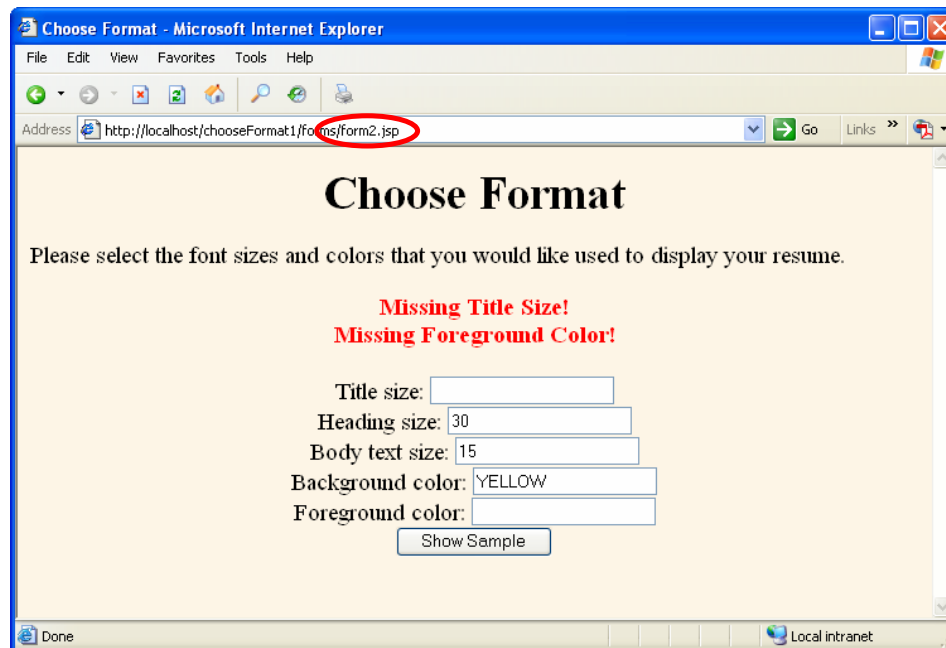 Choose Format - Microsoft Internet Explorer
File Edit View Favorites Tools Help
Address http://localhost/chooseFormat1/forms/form2.jsp Go Links »
Choose Format
Please select the font sizes and colors that you would like used to display your resume.
Missing Title Size!
Missing Foreground Color!
Title size:
Heading size: 30
Body text size: 15
Background color: YELLOW
Foreground color:
Show Sample
Done Local intranet